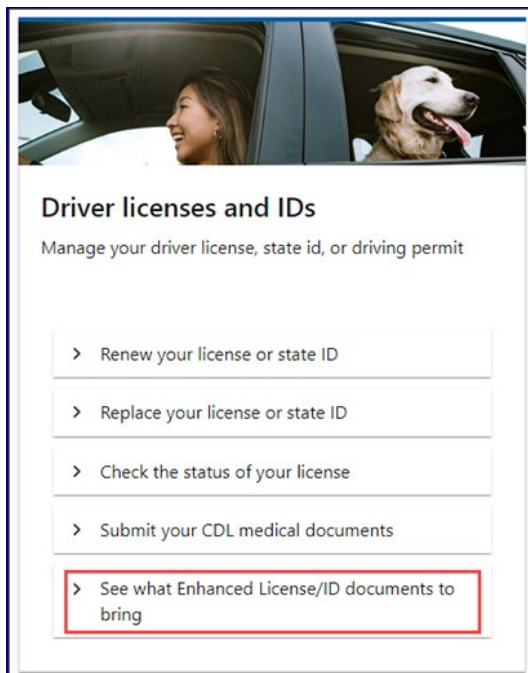 Driver licenses and IDs
Manage your driver license, state id, or driving permit
Renew your license or state ID
Replace your license or state ID
Check the status of your license
Submit your CDL medical documents
See what Enhanced License/ID documents to
bring